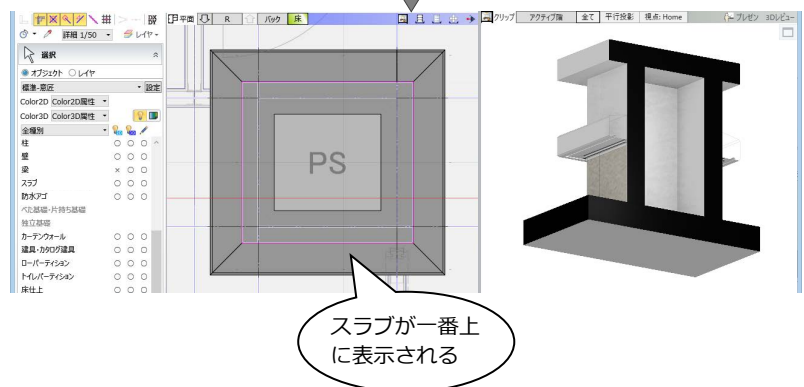 平面
R
バック
床
クリップ
アクティブ階
全て
平行投影
視点: Home
プレゼン
3Dビュー
詳細 1/50
レイヤ
選択
オブジェクト
レイヤ
標準-意匠
設定
Color2D Color2D属性
Color3D Color3D属性
全種別
柱
壁
梁
スラブ
防水アゴ
べた基礎・片持ち基礎
独立基礎
カーテンウォール
建具・カタログ建具
ローパーティション
トイレパーティション
床仕上
PS
スラブが一番上
に表示される